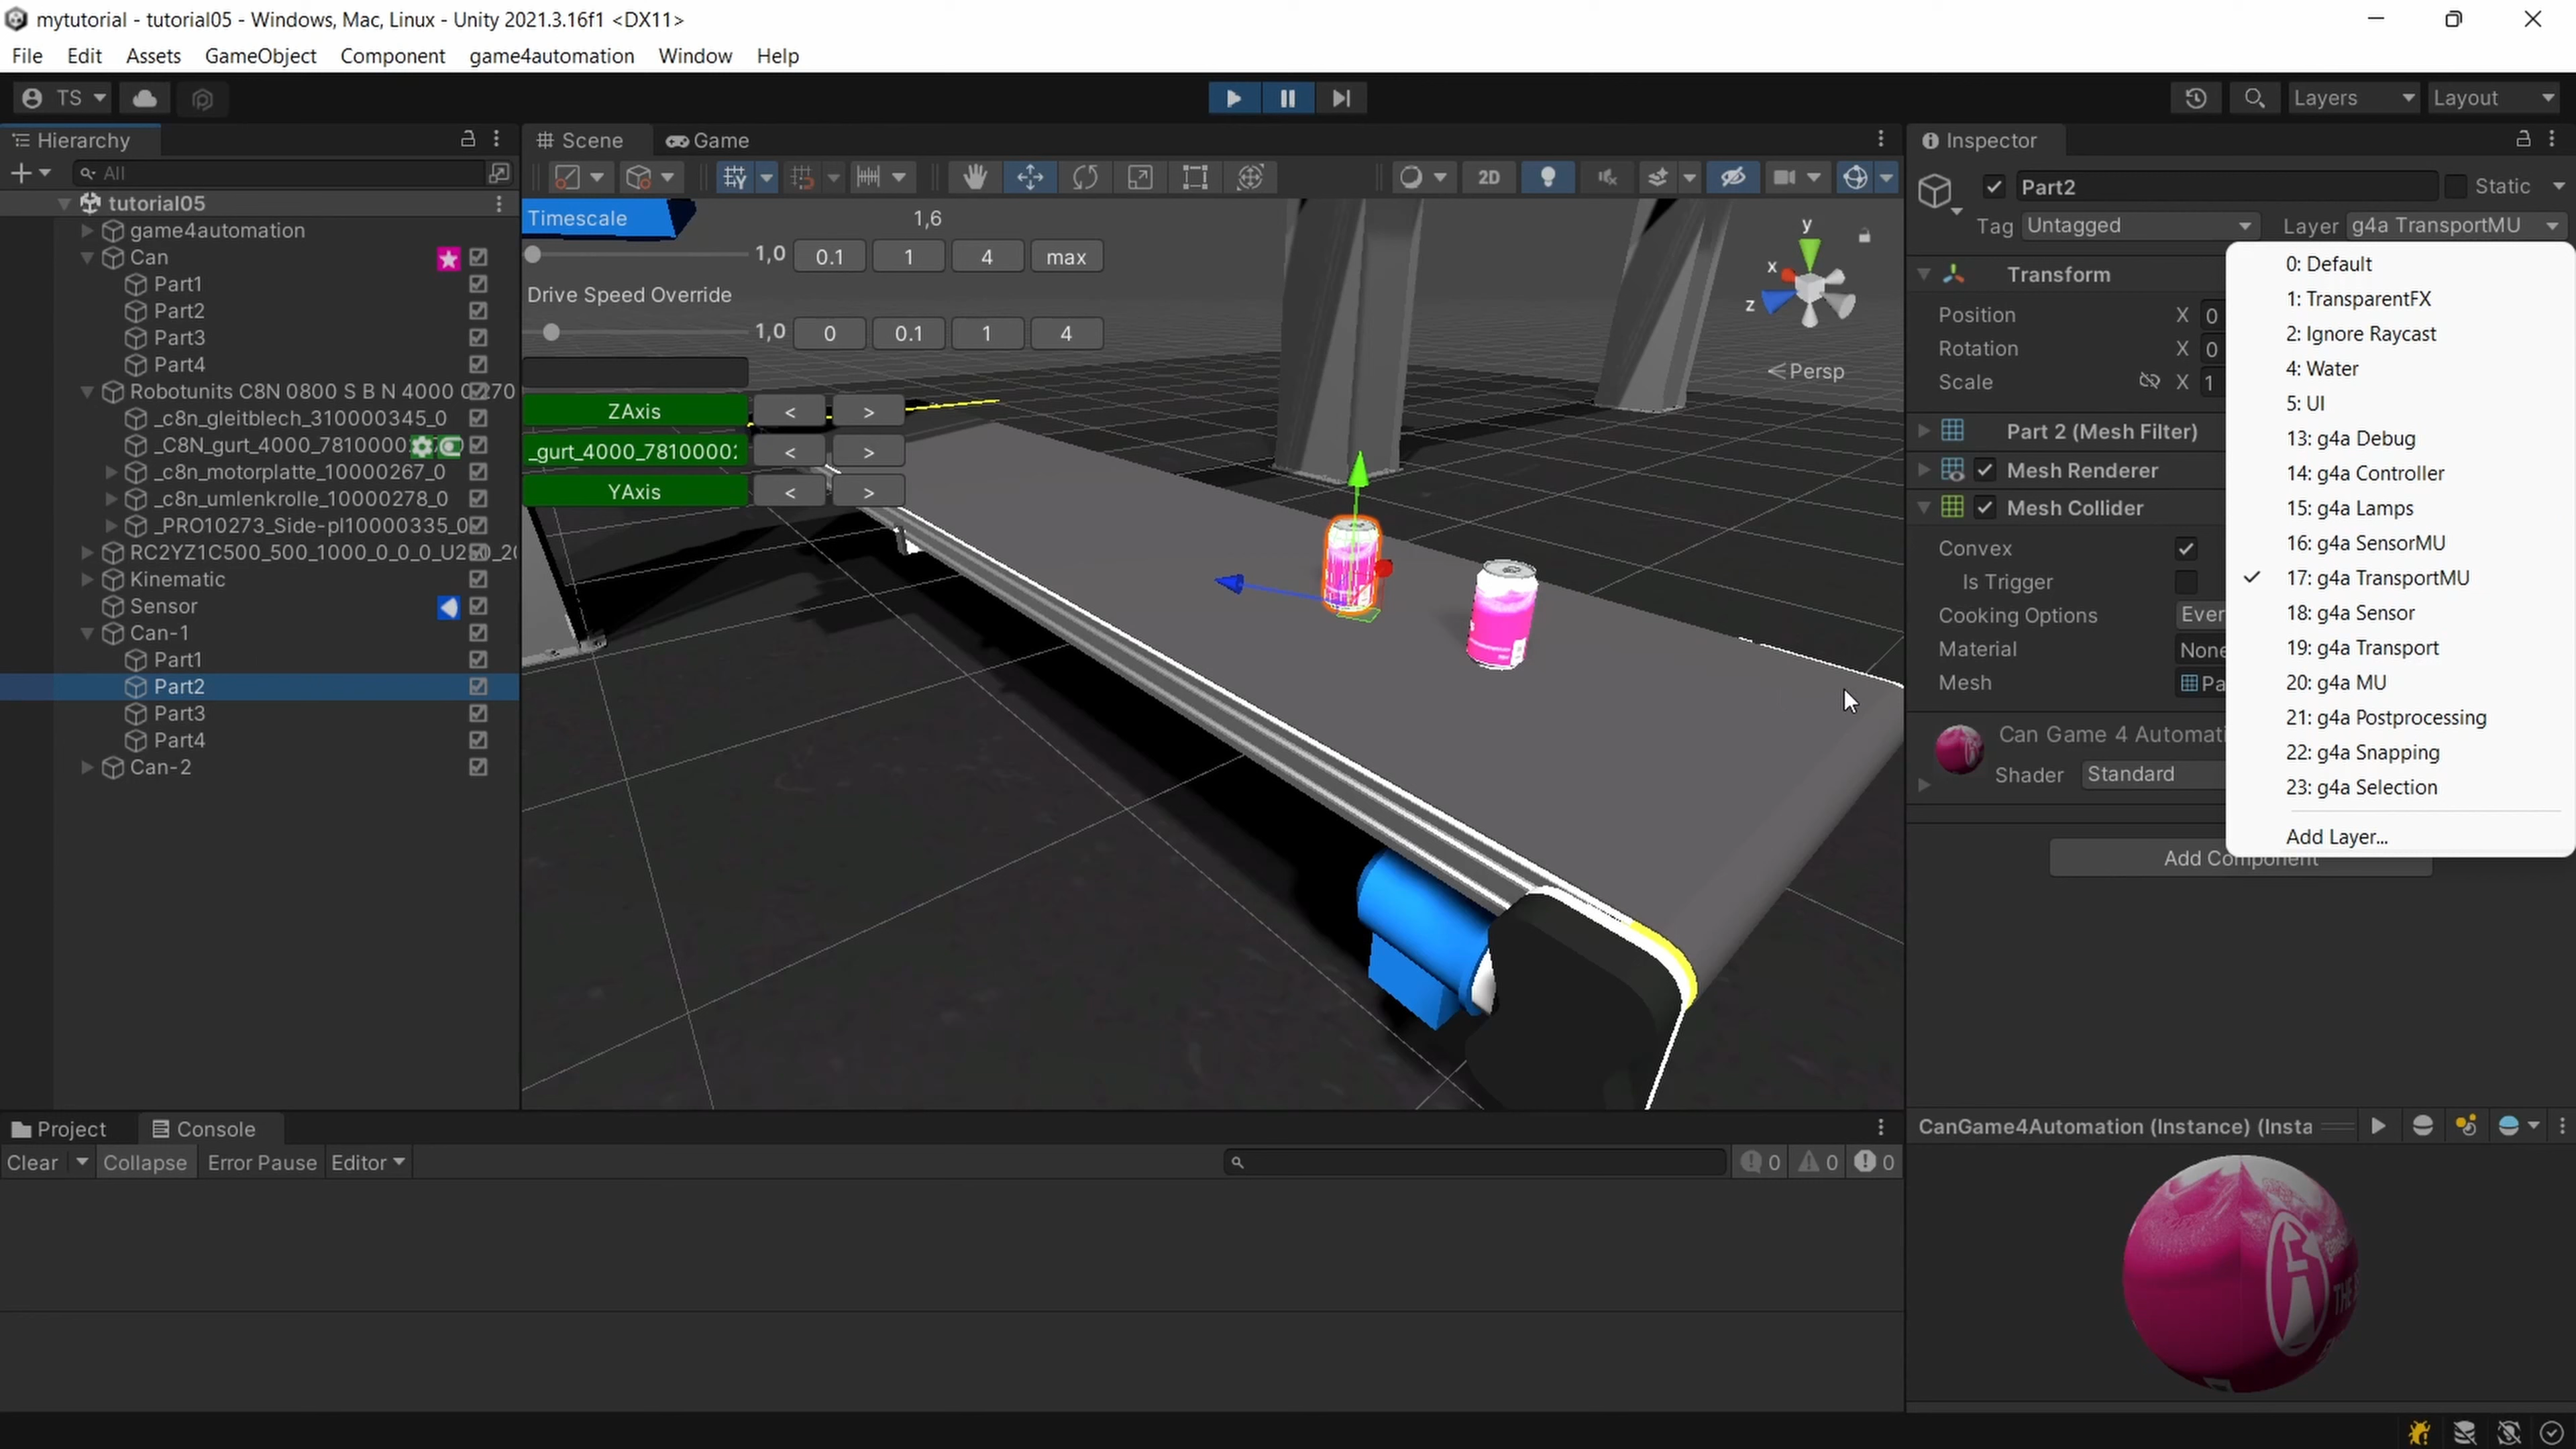 mytutorial - tutorial05 - Windows, Mac, Linux - Unity 2021.3.16f1 <DX11>
File Edit Assets GameObject Component game4automation Window Help
TS Layers Layout
Hierarchy
All
tutorial05
game4automation
Can
Part1
Part2
Part3
Part4
Robotunits C8N 0800 S B N 4000 0 270
_c8n_gleitblech_310000345_0
_C8N_gurt_4000_7810000
_c8n_motorplatte_10000267_0
_c8n_umlenkrolle_10000278_0
_PRO10273_Side-pl10000335_0
RC2YZ1C500_500_1000_0_0_0_U2
Kinematic
Sensor
Can-1
Part1
Part2
Part3
Part4
Can-2
Scene Game
2D
Timescale 1,6
1,0 0.1 1 4 max
Drive Speed Override
1,0 0 0.1 1 4
ZAxis < >
_gurt_4000_7810000: < >
YAxis < >
y
x
z
Persp
Inspector
Part2 Static
Tag Untagged Layer g4a TransportMU
Transform
Position X 0
Rotation X 0
Scale X 1
Part 2 (Mesh Filter)
Mesh Renderer
Mesh Collider
Convex
Is Trigger
Cooking Options Ever
Material None
Mesh Pa
Can Game 4 Automati
Shader Standard
Add Component
0: Default
1: TransparentFX
2: Ignore Raycast
4: Water
5: UI
13: g4a Debug
14: g4a Controller
15: g4a Lamps
16: g4a SensorMU
17: g4a TransportMU
18: g4a Sensor
19: g4a Transport
20: g4a MU
21: g4a Postprocessing
22: g4a Snapping
23: g4a Selection
Add Layer...
Project Console
Clear Collapse Error Pause Editor
0 0 0
CanGame4Automation (Instance) (Insta